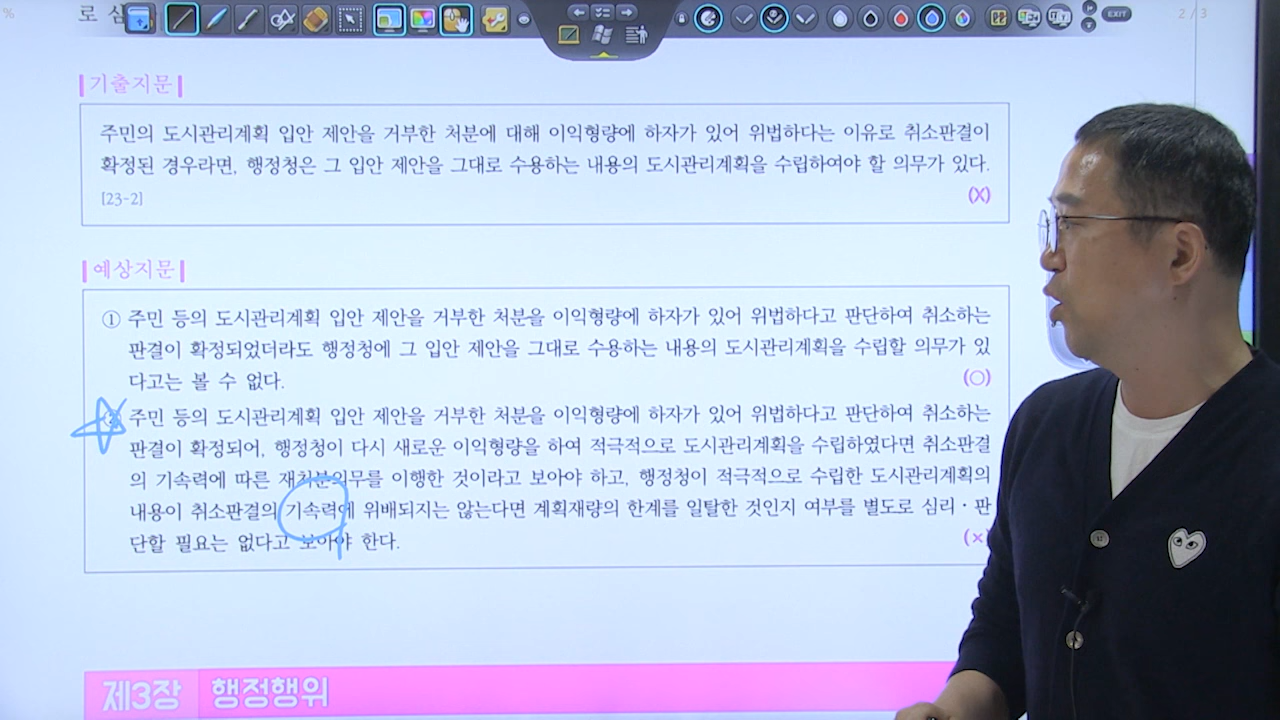 로 심
EXIT
2 / 3
기출지문
주민의 도시관리계획 입안 제안을 거부한 처분에 대해 이익형량에 하자가 있어 위법하다는 이유로 취소판결이
확정된 경우라면, 행정청은 그 입안 제안을 그대로 수용하는 내용의 도시관리계획을 수립하여야 할 의무가 있다.
[23-2] (X)
예상지문
① 주민 등의 도시관리계획 입안 제안을 거부한 처분을 이익형량에 하자가 있어 위법하다고 판단하여 취소하는
판결이 확정되었더라도 행정청에 그 입안 제안을 그대로 수용하는 내용의 도시관리계획을 수립할 의무가 있
다고는 볼 수 없다. (○)
주민 등의 도시관리계획 입안 제안을 거부한 처분을 이익형량에 하자가 있어 위법하다고 판단하여 취소하는
판결이 확정되어, 행정청이 다시 새로운 이익형량을 하여 적극적으로 도시관리계획을 수립하였다면 취소판결
의 기속력에 따른 재처분의무를 이행한 것이라고 보아야 하고, 행정청이 적극적으로 수립한 도시관리계획의
내용이 취소판결의 기속력에 위배되지는 않는다면 계획재량의 한계를 일탈한 것인지 여부를 별도로 심리·판
단할 필요는 없다고 보아야 한다. (×)
제3장 행정행위